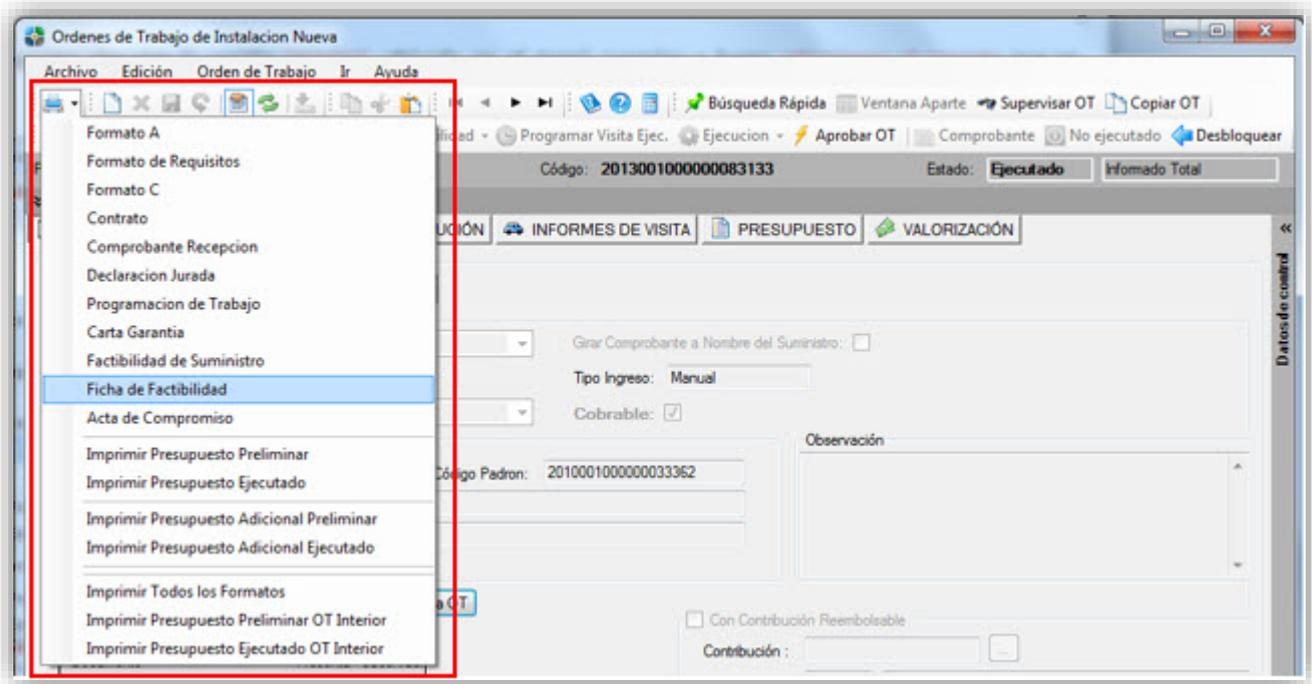 Ordenes de Trabajo de Instalacion Nueva
Archivo Edición Orden de Trabajo Ir Ayuda
Búsqueda Rápida Ventana Aparte Supervisar OT Copiar OT
Programar Visita Ejec. Ejecucion Aprobar OT Comprobante No ejecutado Desbloquear
Código: 2013001000000083133 Estado: Ejecutado Informado Total
UCIÓN INFORMES DE VISITA PRESUPUESTO VALORIZACIÓN
Formato A
Formato de Requisitos
Formato C
Contrato
Comprobante Recepcion
Declaracion Jurada
Programacion de Trabajo
Carta Garantia
Factibilidad de Suministro
Ficha de Factibilidad
Acta de Compromiso
Imprimir Presupuesto Preliminar
Imprimir Presupuesto Ejecutado
Imprimir Presupuesto Adicional Preliminar
Imprimir Presupuesto Adicional Ejecutado
Imprimir Todos los Formatos
Imprimir Presupuesto Preliminar OT Interior
Imprimir Presupuesto Ejecutado OT Interior
Girar Comprobante a Nombre del Suministro:
Tipo Ingreso: Manual
Cobrable:
Observación
Código Padron: 2010001000000033362
a OT
Con Contribución Reembolsable
Contribución : ...
Datos de control